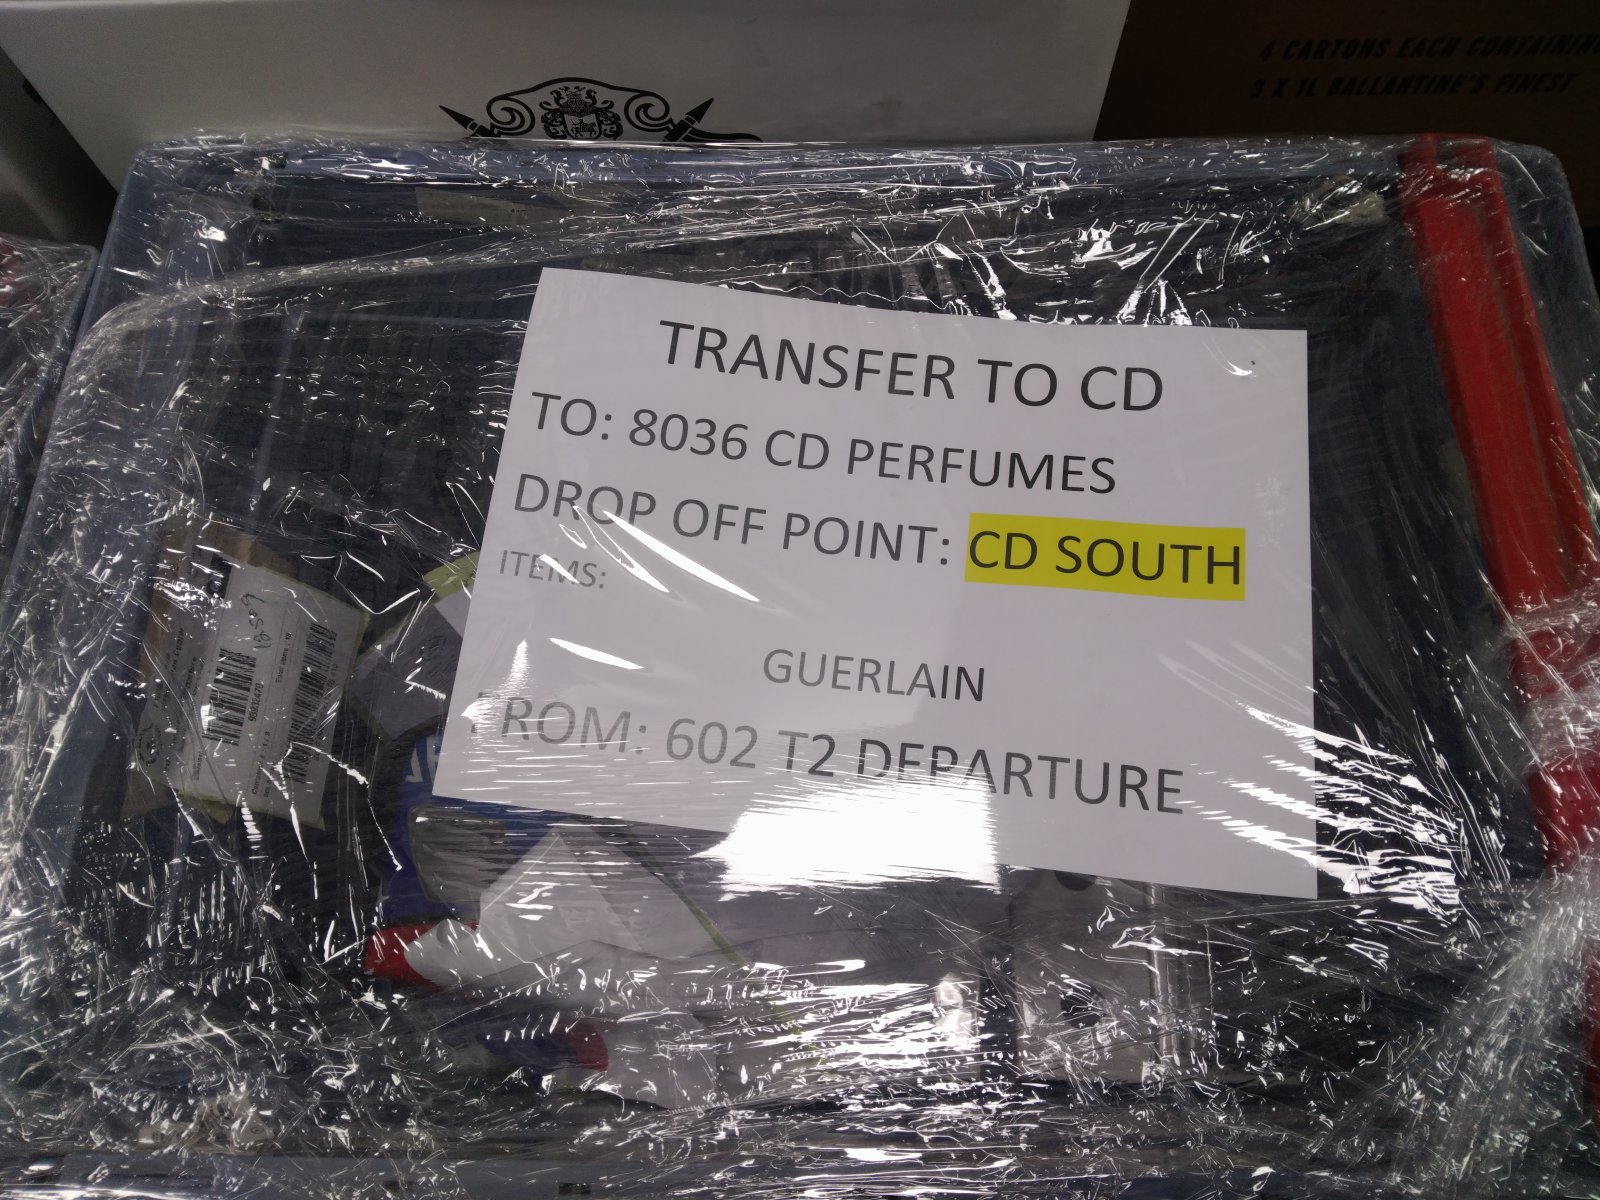 4 CARTONS EACH CONTAINING
3 X 1L BALLANTINE'S FINEST
TRANSFER TO CD
TO: 8036 CD PERFUMES
DROP OFF POINT: CD SOUTH
ITEMS:
GUERLAIN
FROM: 602 T2 DEPARTURE